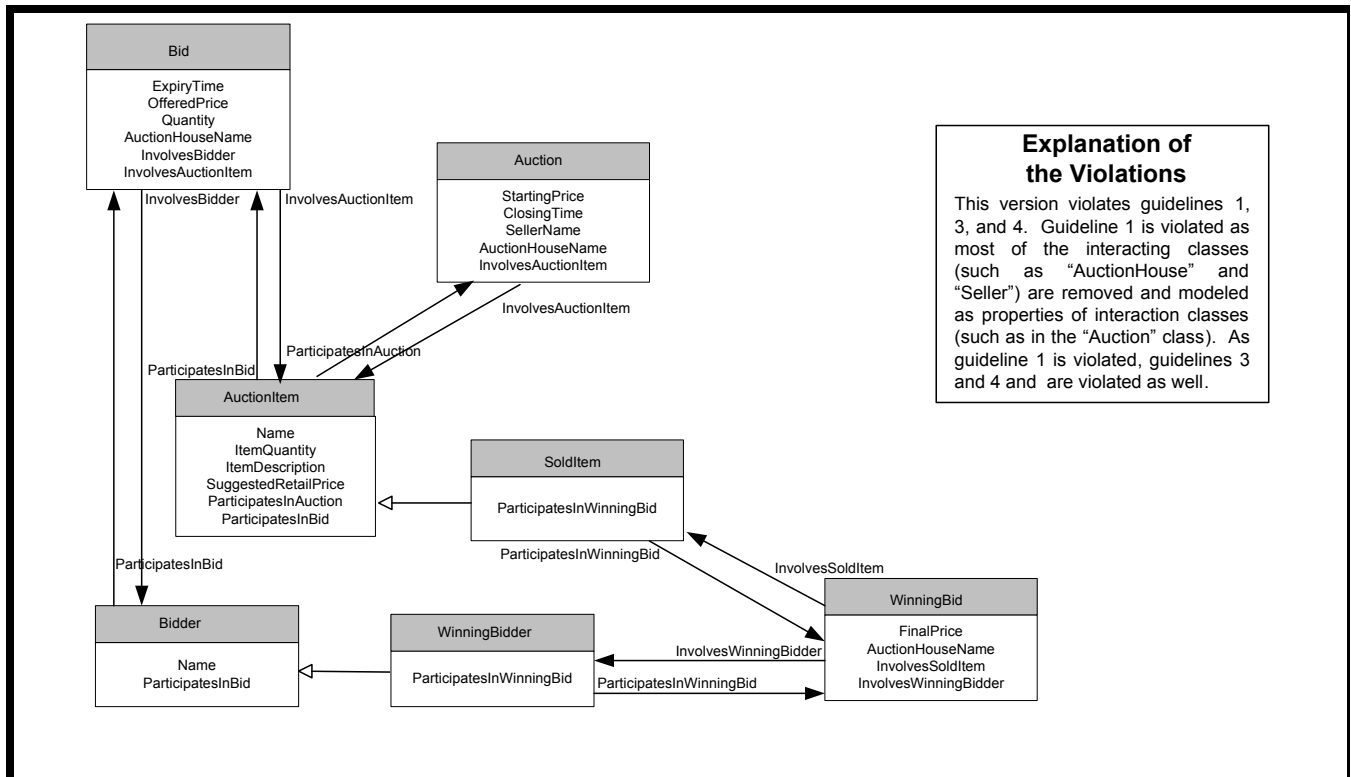 Bid
ExpiryTime
OfferedPrice
Quantity
AuctionHouseName
InvolvesBidder
InvolvesAuctionItem
InvolvesBidder
InvolvesAuctionItem
Auction
StartingPrice
ClosingTime
SellerName
AuctionHouseName
InvolvesAuctionItem
InvolvesAuctionItem
Explanation of
the Violations
This version violates guidelines 1,
3, and 4. Guideline 1 is violated as
most of the interacting classes
(such as “AuctionHouse” and
“Seller”) are removed and modeled
as properties of interaction classes
(such as in the “Auction” class). As
guideline 1 is violated, guidelines 3
and 4 and are violated as well.
ParticipatesInAuction
ParticipatesInBid
AuctionItem
Name
ItemQuantity
ItemDescription
SuggestedRetailPrice
ParticipatesInAuction
ParticipatesInBid
SoldItem
ParticipatesInWinningBid
ParticipatesInWinningBid
InvolvesSoldItem
ParticipatesInBid
Bidder
Name
ParticipatesInBid
WinningBidder
ParticipatesInWinningBid
InvolvesWinningBidder
ParticipatesInWinningBid
WinningBid
FinalPrice
AuctionHouseName
InvolvesSoldItem
InvolvesWinningBidder